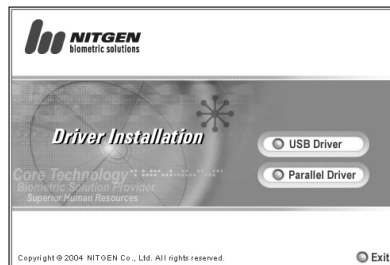 NITGEN
biometric solutions
Driver Installation
USB Driver
Parallel Driver
Core Technology
Biometric Solution Provider
Superior Human Resources
Copyright © 2004 NITGEN Co., Ltd. All rights reserved.
Exit